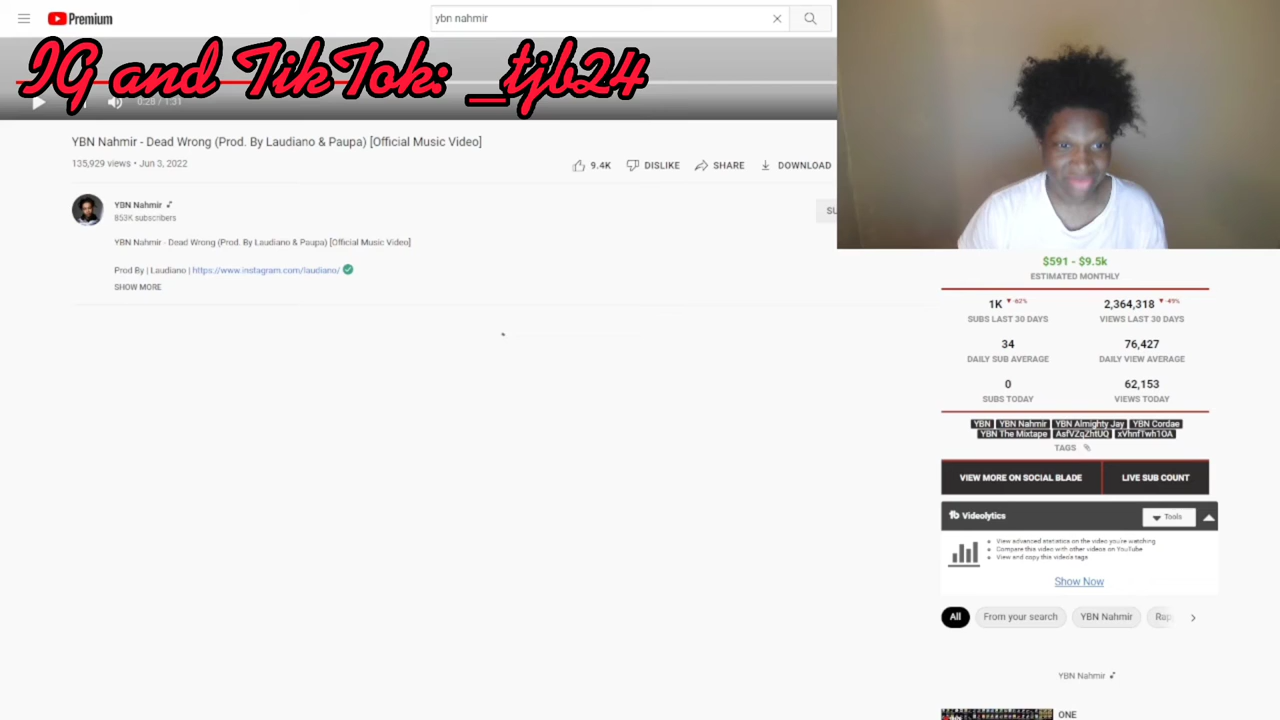 Premium
ybn nahmir
IG and TikTok: _tjb24
0:28 / 1:31
YBN Nahmir - Dead Wrong (Prod. By Laudiano & Paupa) [Official Music Video]
135,929 views • Jun 3, 2022
9.4K
DISLIKE
SHARE
DOWNLOAD
YBN Nahmir
853K subscribers
YBN Nahmir - Dead Wrong (Prod. By Laudiano & Paupa) [Official Music Video]
Prod By | Laudiano | https://www.instagram.com/laudiano/
SHOW MORE
$591 - $9.5k
ESTIMATED MONTHLY
1K -62%
2,364,318 -49%
SUBS LAST 30 DAYS
VIEWS LAST 30 DAYS
34
76,427
DAILY SUB AVERAGE
DAILY VIEW AVERAGE
0
62,153
SUBS TODAY
VIEWS TODAY
YBN YBN Nahmir YBN Almighty Jay YBN Cordae
YBN The Mixtape AsfVZqZhtUQ xVhnfTwh1OA
TAGS
VIEW MORE ON SOCIAL BLADE
LIVE SUB COUNT
Videolytics
Tools
View advanced statistics on the video you're watching
Compare this video with other videos on YouTube
View and copy this video's tags
Show Now
All
From your search
YBN Nahmir
Rap
YBN Nahmir
ONE